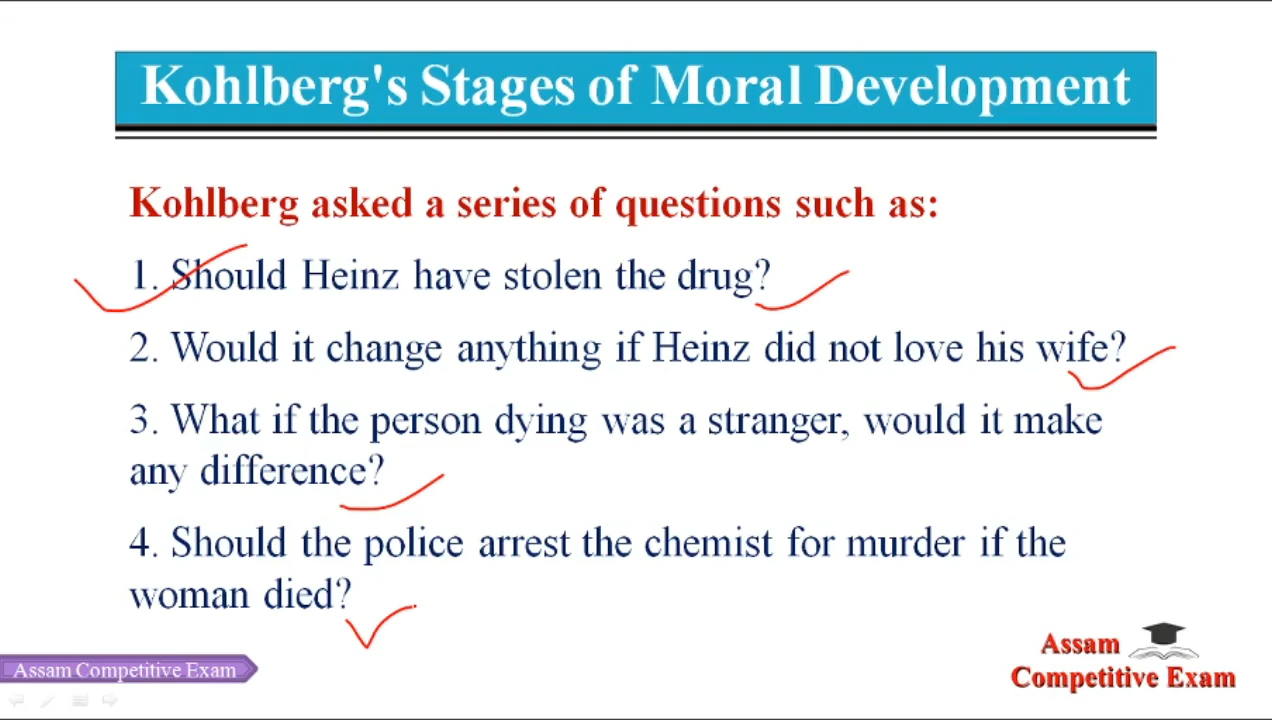 Kohlberg's Stages of Moral Development
Kohlberg asked a series of questions such as:
1. Should Heinz have stolen the drug?
2. Would it change anything if Heinz did not love his wife?
3. What if the person dying was a stranger, would it make
any difference?
4. Should the police arrest the chemist for murder if the
woman died?
Assam Competitive Exam
Assam
Competitive Exam